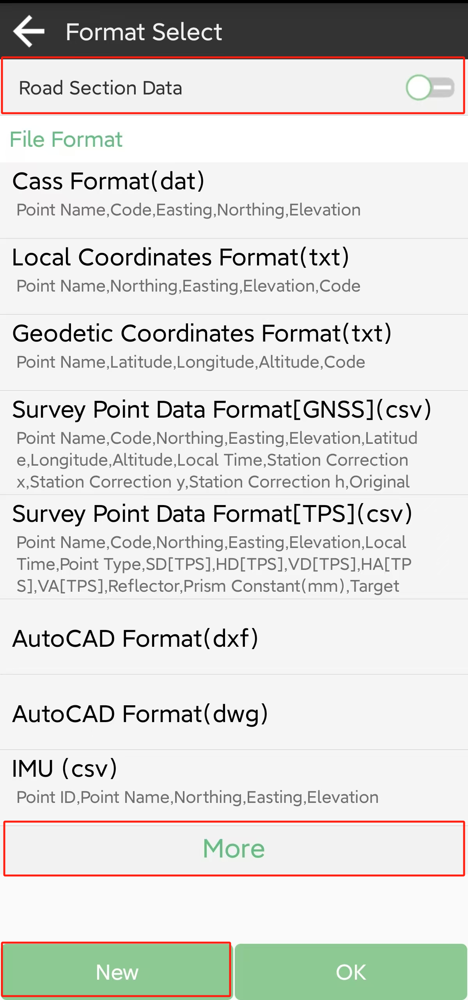 Format Select
Road Section Data
File Format
Cass Format(dat)
Point Name,Code,Easting,Northing,Elevation
Local Coordinates Format(txt)
Point Name,Northing,Easting,Elevation,Code
Geodetic Coordinates Format(txt)
Point Name,Latitude,Longitude,Altitude,Code
Survey Point Data Format[GNSS](csv)
Point Name,Code,Northing,Easting,Elevation,Latitud
e,Longitude,Altitude,Local Time,Station Correction
x,Station Correction y,Station Correction h,Original
Survey Point Data Format[TPS](csv)
Point Name,Code,Northing,Easting,Elevation,Local
Time,Point Type,SD[TPS],HD[TPS],VD[TPS],HA[TP
S],VA[TPS],Reflector,Prism Constant(mm),Target
AutoCAD Format(dxf)
AutoCAD Format(dwg)
IMU (csv)
Point ID,Point Name,Northing,Easting,Elevation
More
New
OK